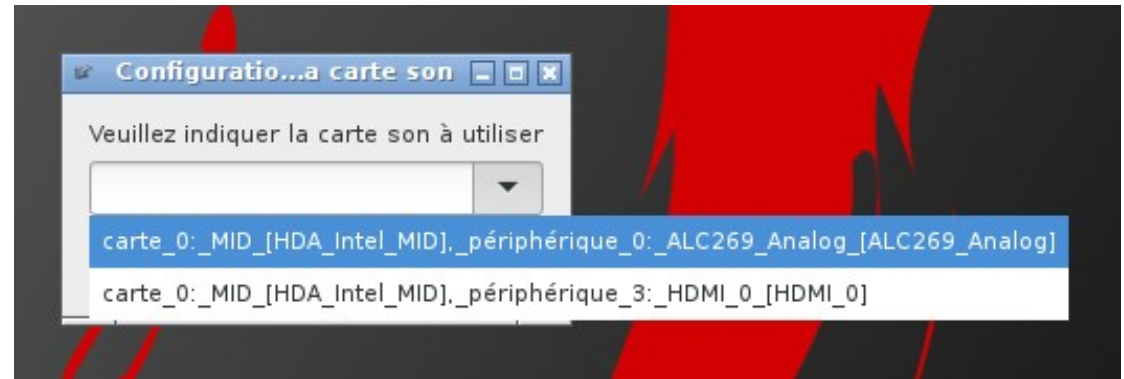 Configuratio...a carte son
Veuillez indiquer la carte son à utiliser
carte_0:_MID_[HDA_Intel_MID],_périphérique_0:_ALC269_Analog_[ALC269_Analog]
carte_0:_MID_[HDA_Intel_MID],_périphérique_3:_HDMI_0_[HDMI_0]